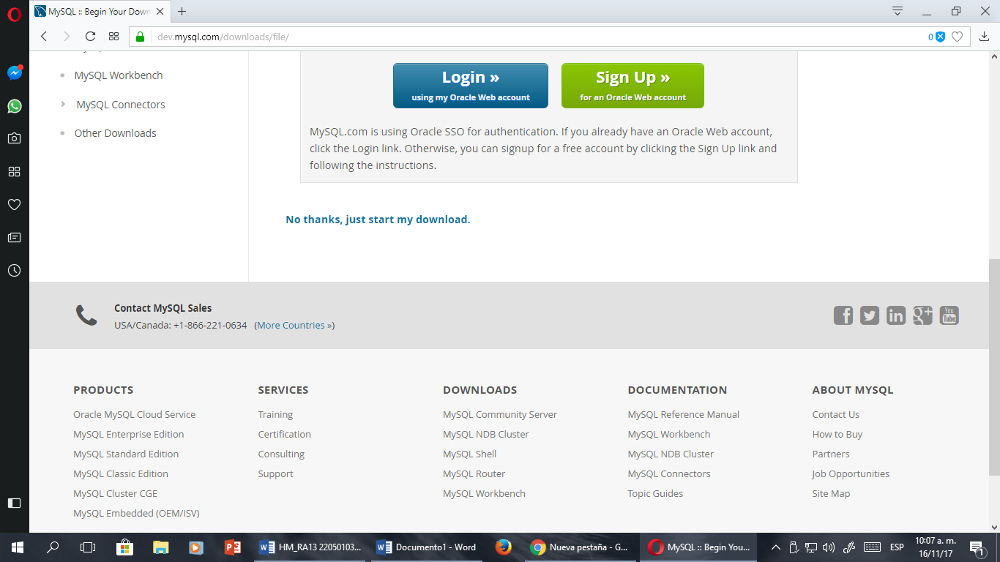 MySQL :: Begin Your Down
dev.mysql.com/downloads/file/
0
MySQL Workbench
MySQL Connectors
Other Downloads
Login »
using my Oracle Web account
Sign Up »
for an Oracle Web account
MySQL.com is using Oracle SSO for authentication. If you already have an Oracle Web account,
click the Login link. Otherwise, you can signup for a free account by clicking the Sign Up link and
following the instructions.
No thanks, just start my download.
Contact MySQL Sales
USA/Canada: +1-866-221-0634 (More Countries »)
You
Tube
PRODUCTS
Oracle MySQL Cloud Service
MySQL Enterprise Edition
MySQL Standard Edition
MySQL Classic Edition
MySQL Cluster CGE
MySQL Embedded (OEM/ISV)
SERVICES
Training
Certification
Consulting
Support
DOWNLOADS
MySQL Community Server
MySQL NDB Cluster
MySQL Shell
MySQL Router
MySQL Workbench
DOCUMENTATION
MySQL Reference Manual
MySQL Workbench
MySQL NDB Cluster
MySQL Connectors
Topic Guides
ABOUT MYSQL
Contact Us
How to Buy
Partners
Job Opportunities
Site Map
HM_RA13 22050103...
Documento1 - Word
Nueva pestaña - G...
MySQL :: Begin You...
ESP
10:07 a. m.
16/11/17
1